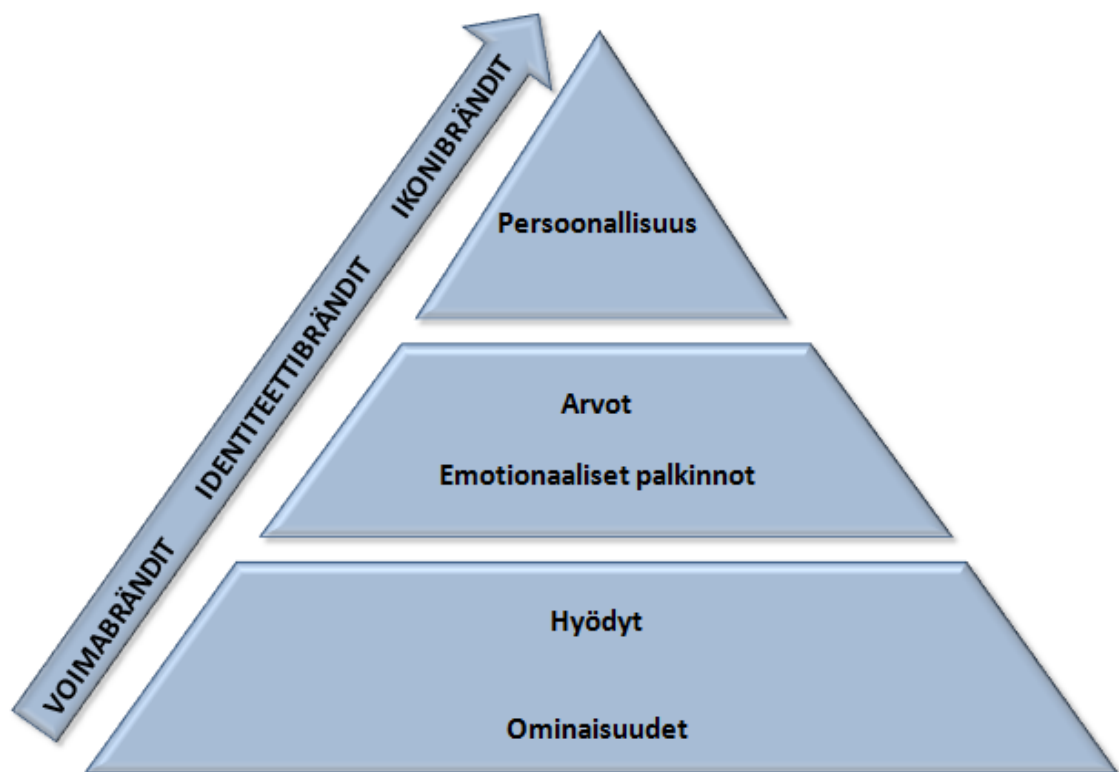 IKONIBRÄNDIT
IDENTITEETTIBRÄNDIT
VOIMABRÄNDIT
Persoonallisuus
Arvot
Emotionaaliset palkinnot
Hyödyt
Ominaisuudet